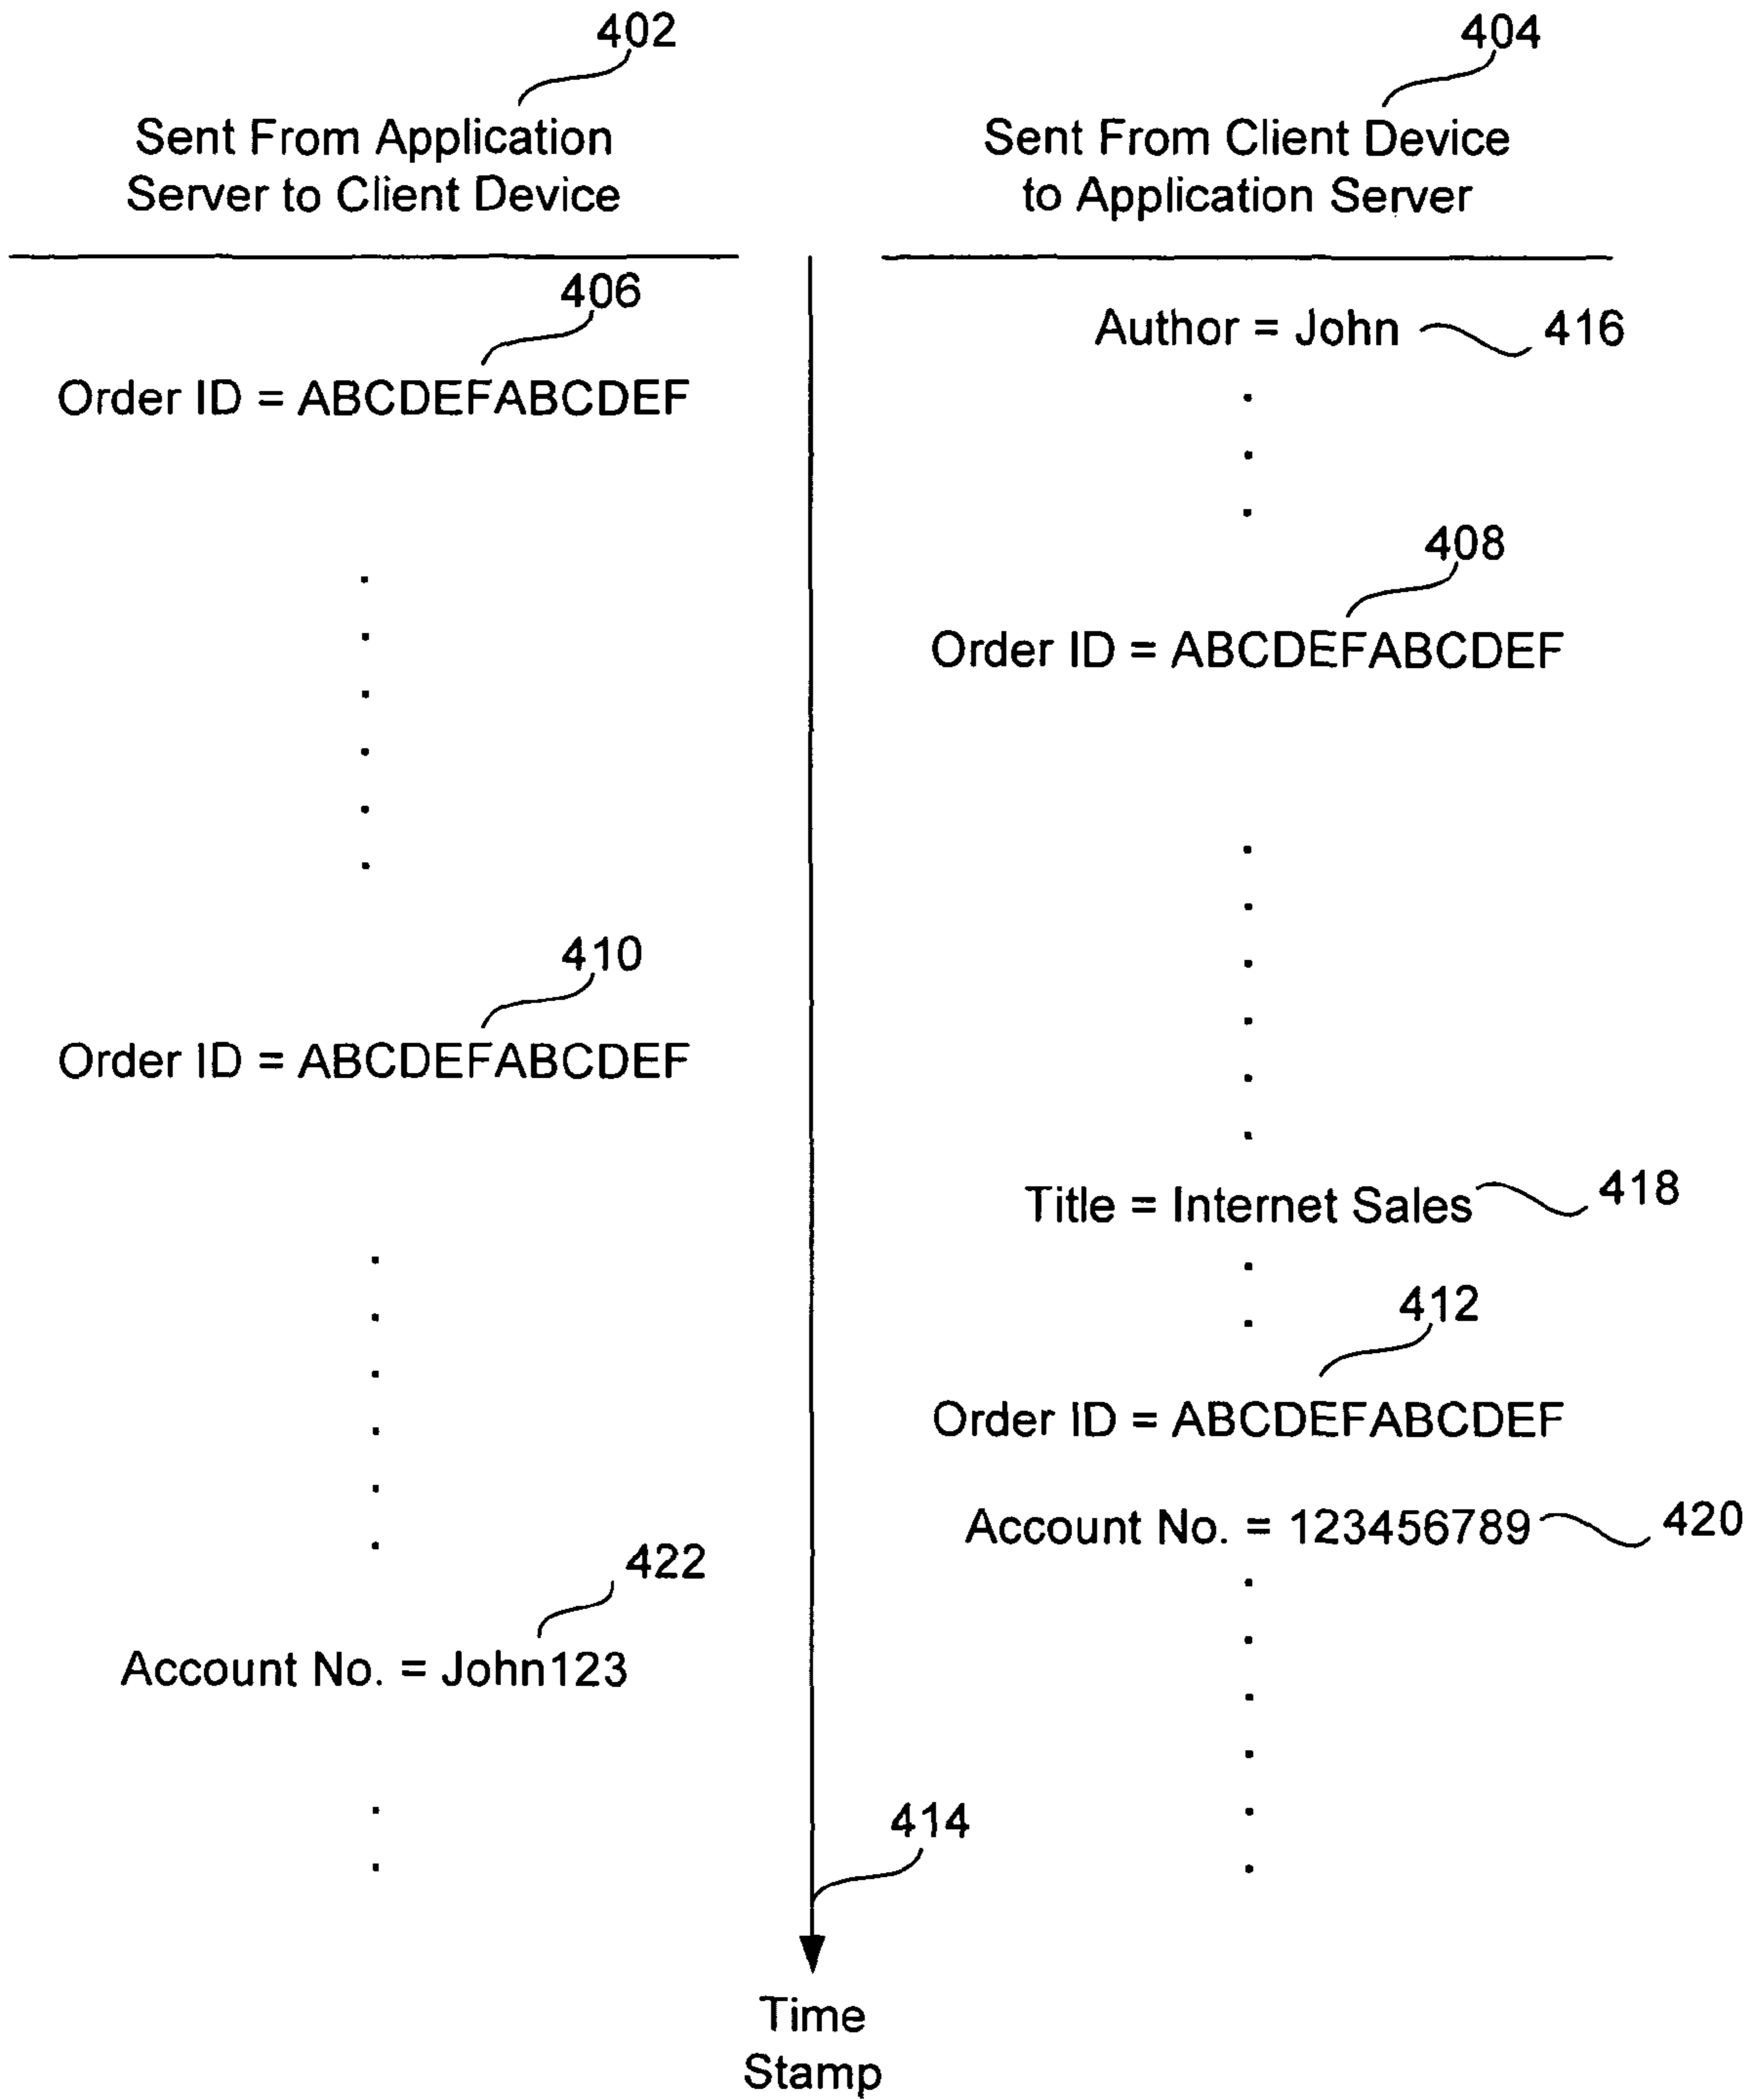 402
Sent From Application
Server to Client Device
404
Sent From Client Device
to Application Server
406
Order ID = ABCDEFABCDEF
Author = John 416
408
Order ID = ABCDEFABCDEF
410
Order ID = ABCDEFABCDEF
Title = Internet Sales 418
412
Order ID = ABCDEFABCDEF
Account No. = 123456789 420
422
Account No. = John123
414
Time
Stamp